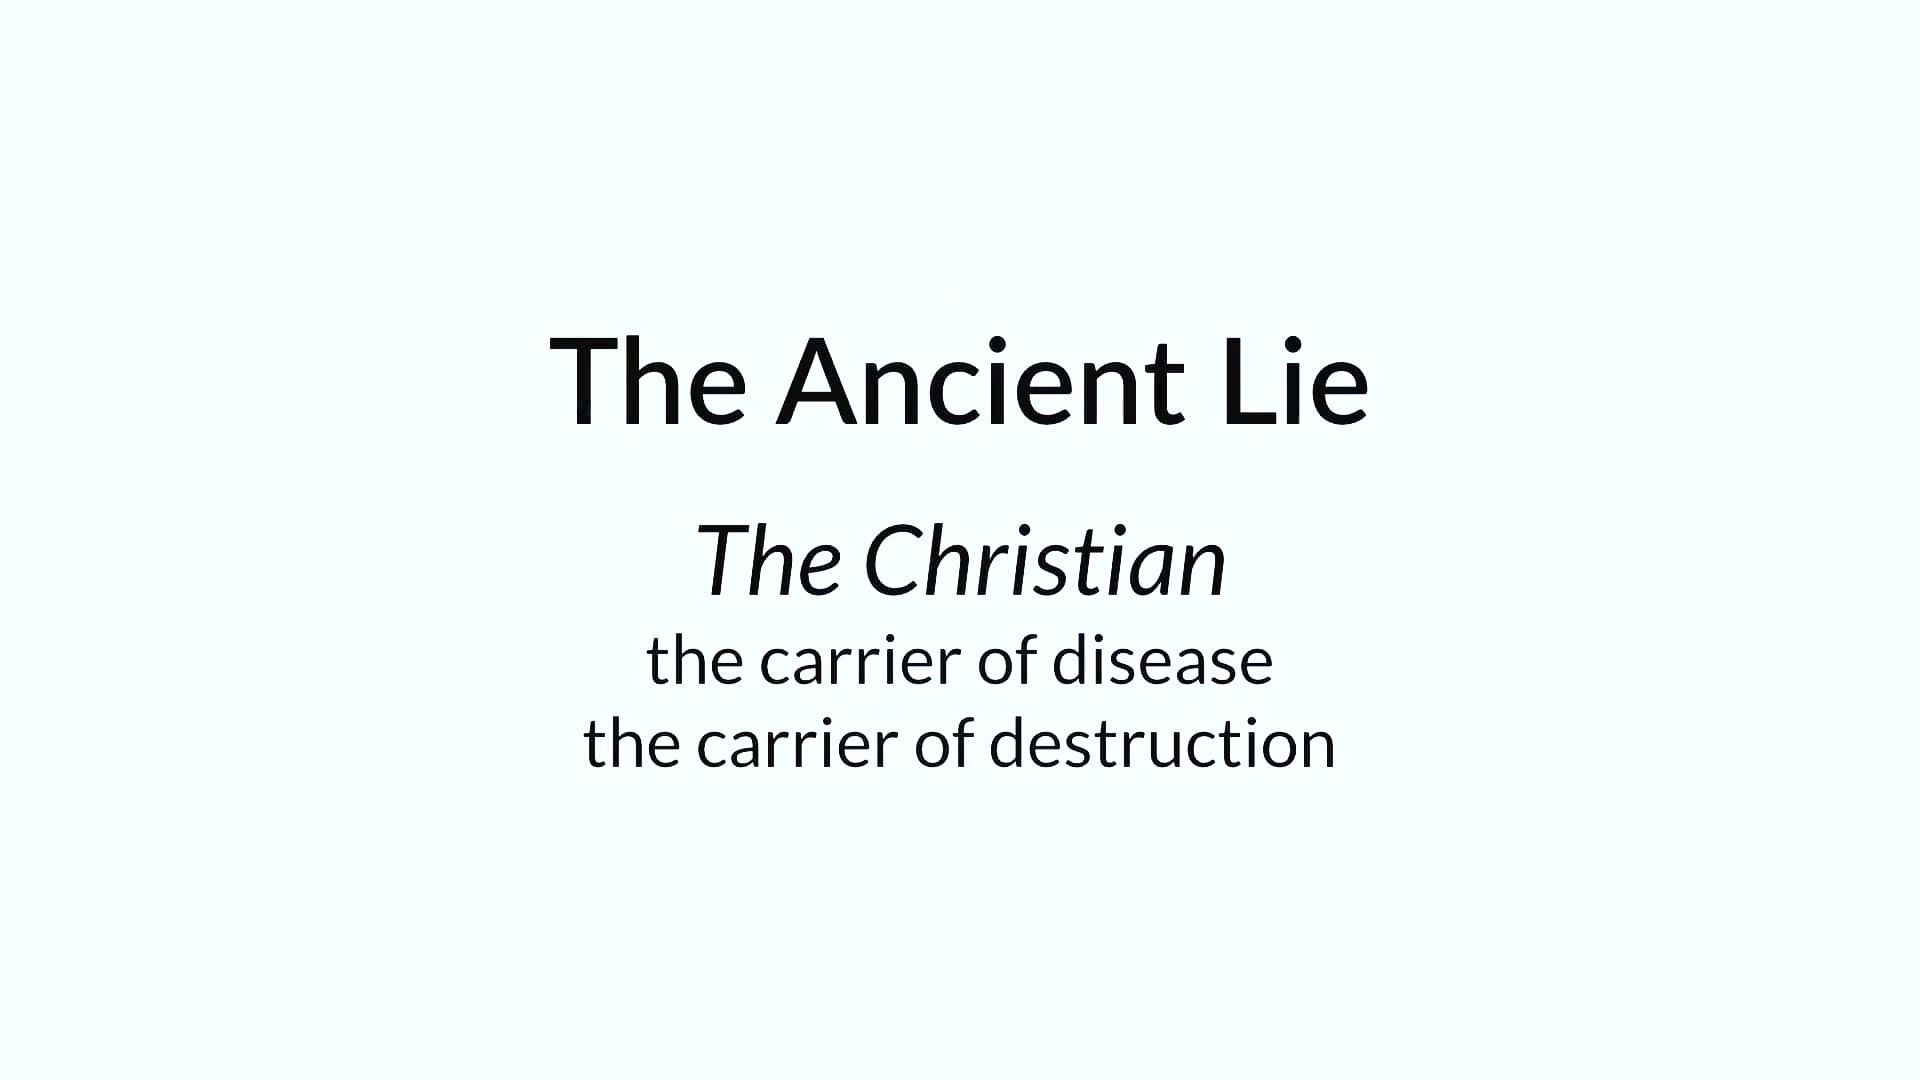 The Ancient Lie
The Christian
the carrier of disease
the carrier of destruction